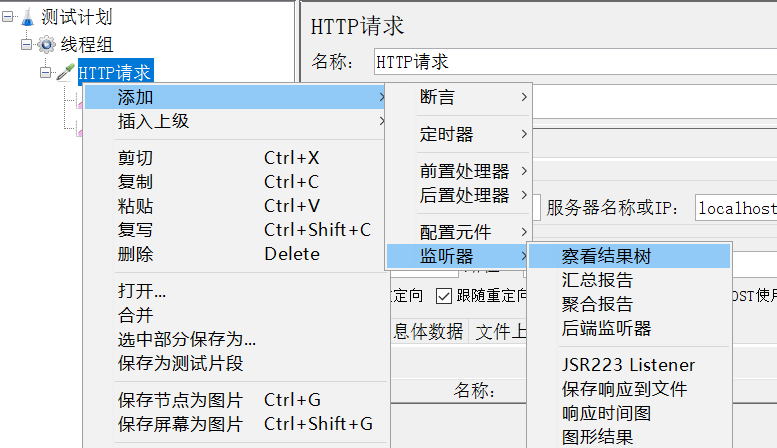 测试计划
线程组
HTTP请求
HTTP请求
名称： HTTP请求
添加
插入上级
剪切 Ctrl+X
复制 Ctrl+C
粘贴 Ctrl+V
复写 Ctrl+Shift+C
删除 Delete
打开...
合并
选中部分保存为...
保存为测试片段
保存节点为图片 Ctrl+G
保存屏幕为图片 Ctrl+Shift+G
断言
定时器
前置处理器
后置处理器
配置元件
监听器
察看结果树
汇总报告
聚合报告
后端监听器
JSR223 Listener
保存响应到文件
响应时间图
图形结果
服务器名称或IP： localhost
定向 跟随重定向 OST使用
息体数据 文件上
名称: